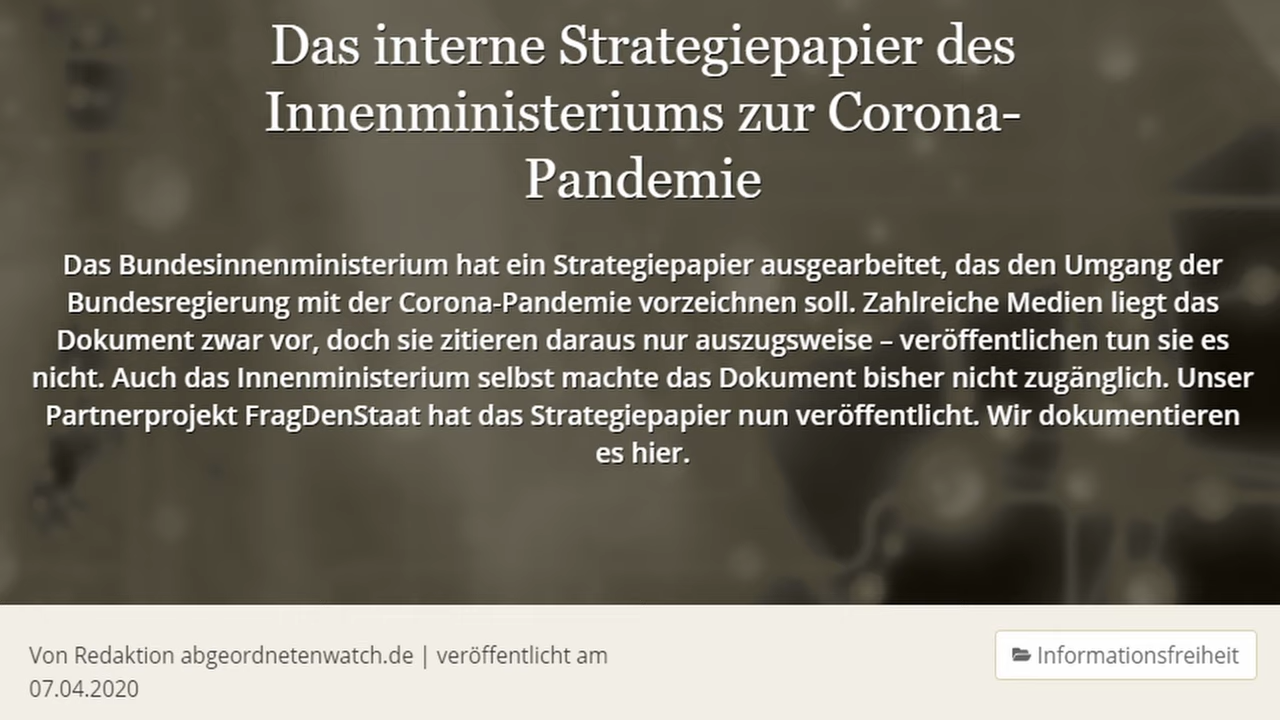 Das interne Strategiepapier des
Innenministeriums zur Corona-
Pandemie
Das Bundesinnenministerium hat ein Strategiepapier ausgearbeitet, das den Umgang der
Bundesregierung mit der Corona-Pandemie vorzeichnen soll. Zahlreiche Medien liegt das
Dokument zwar vor, doch sie zitieren daraus nur auszugsweise – veröffentlichen tun sie es
nicht. Auch das Innenministerium selbst machte das Dokument bisher nicht zugänglich. Unser
Partnerprojekt FragDenStaat hat das Strategiepapier nun veröffentlicht. Wir dokumentieren
es hier.
Von Redaktion abgeordnetenwatch.de | veröffentlicht am
07.04.2020
Informationsfreiheit